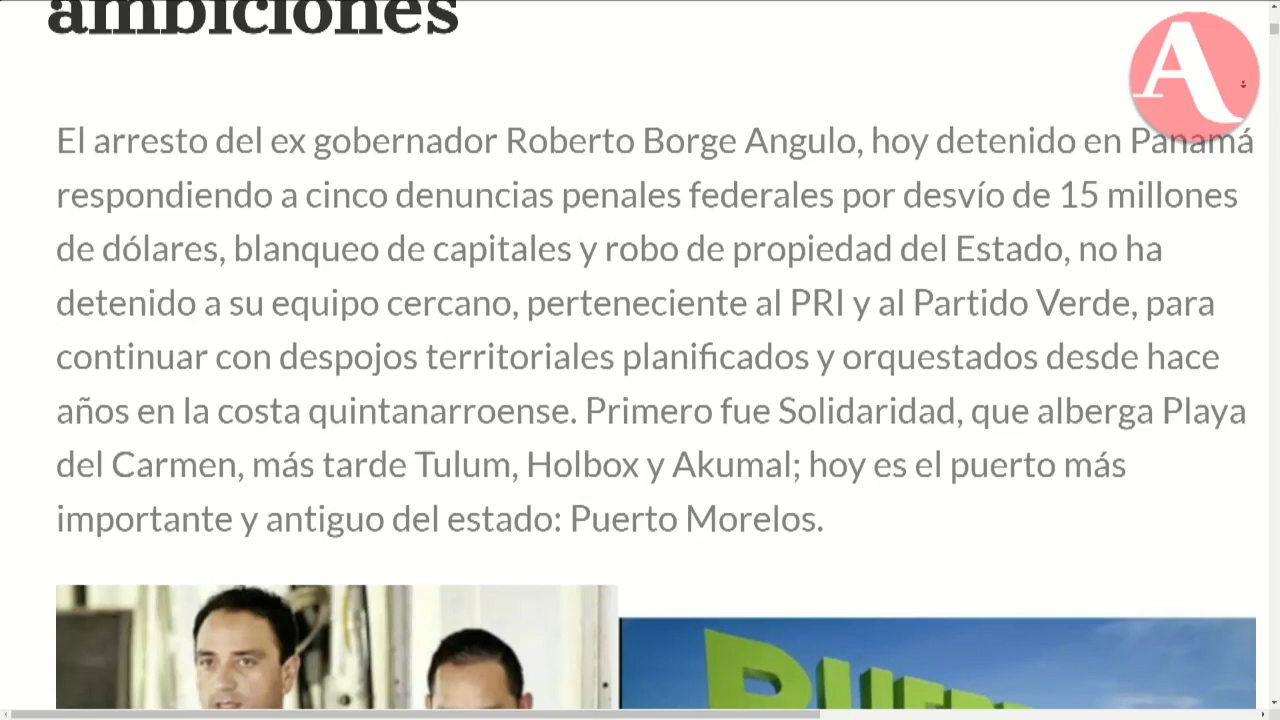 ambiciones
A
El arresto del ex gobernador Roberto Borge Angulo, hoy detenido en Panamá
respondiendo a cinco denuncias penales federales por desvío de 15 millones
de dólares, blanqueo de capitales y robo de propiedad del Estado, no ha
detenido a su equipo cercano, perteneciente al PRI y al Partido Verde, para
continuar con despojos territoriales planificados y orquestados desde hace
años en la costa quintanarroense. Primero fue Solidaridad, que alberga Playa
del Carmen, más tarde Tulum, Holbox y Akumal; hoy es el puerto más
importante y antiguo del estado: Puerto Morelos.